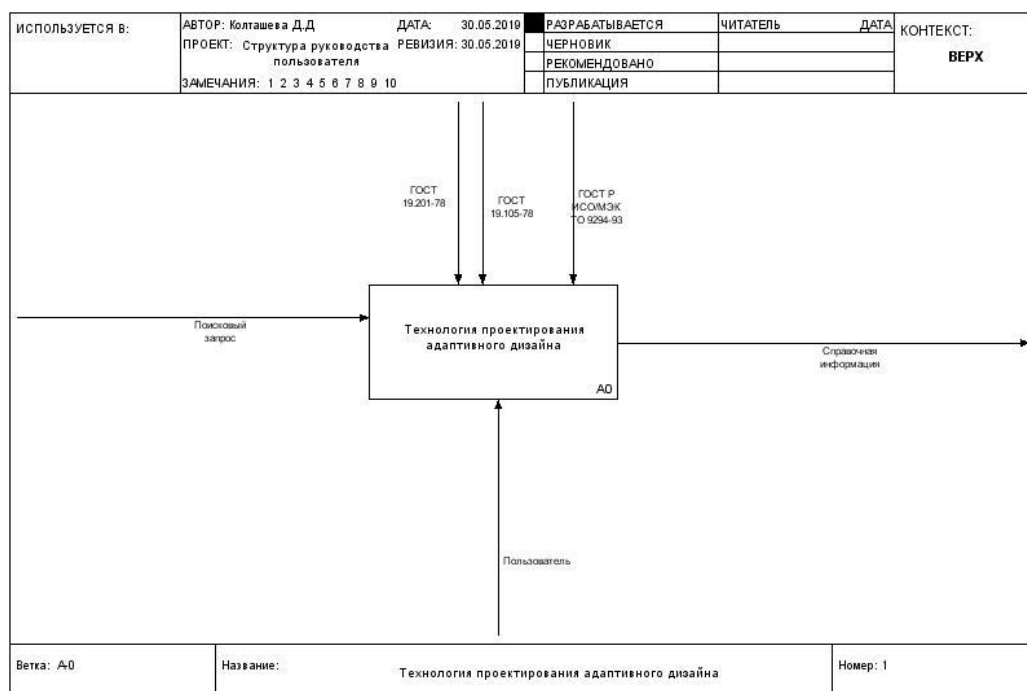 ИСПОЛЬЗУЕТСЯ В:
АВТОР: Колташева Д.Д
ДАТА: 30.05.2019
ПРОЕКТ: Структура руководства
пользователя
РЕВИЗИЯ: 30.05.2019
ЗАМЕЧАНИЯ: 1 2 3 4 5 6 7 8 9 10
РАЗРАБАТЫВАЕТСЯ
ЧЕРНОВИК
РЕКОМЕНДОВАНО
ПУБЛИКАЦИЯ
ЧИТАТЕЛЬ ДАТА
КОНТЕКСТ:
ВЕРХ
ГОСТ
19.201-78
ГОСТ
19.105-78
ГОСТ Р
ИСО/МЭК
ТО 9294-93
Поисковый
запрос
Технология проектирования
адаптивного дизайна
A0
Справочная
информация
Пользователь
Ветка: A-0
Название: Технология проектирования адаптивного дизайна
Номер: 1